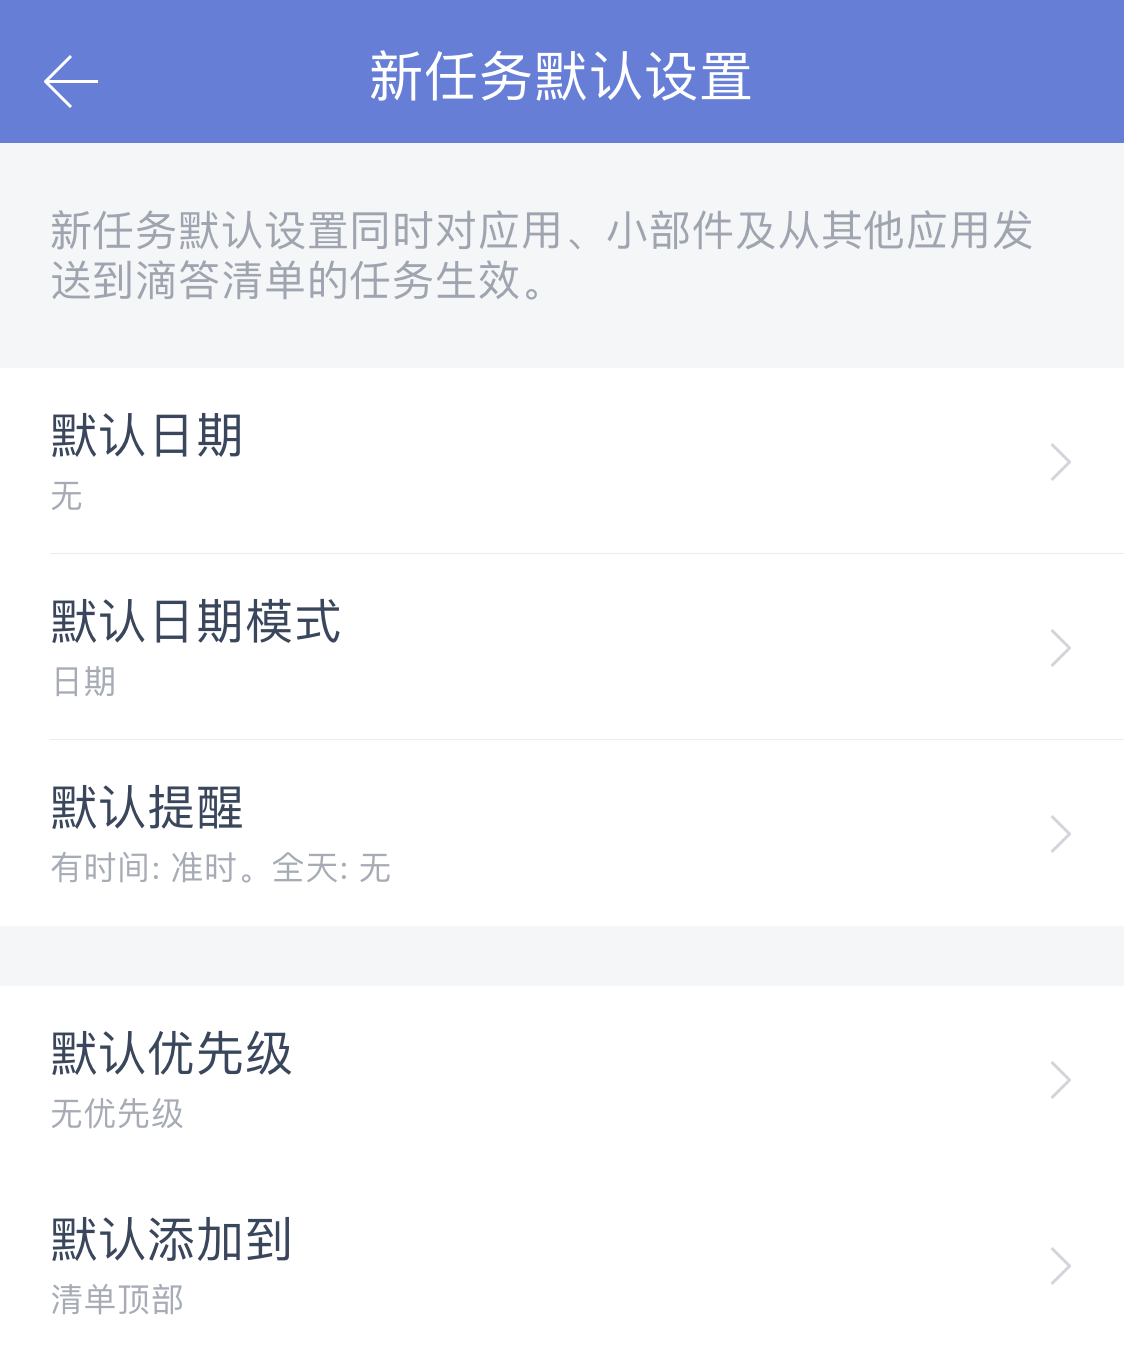 新任务默认设置
新任务默认设置同时对应用、小部件及从其他应用发
送到滴答清单的任务生效。
默认日期
无
默认日期模式
日期
默认提醒
有时间: 准时。全天: 无
默认优先级
无优先级
默认添加到
清单顶部